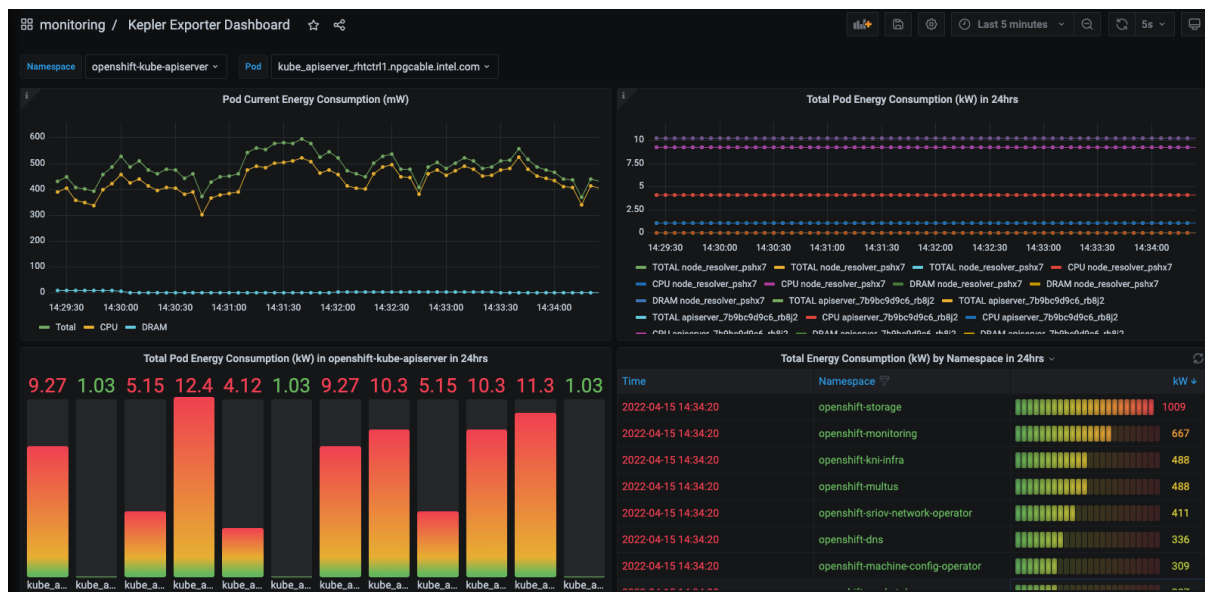 monitoring / Kepler Exporter Dashboard
Last 5 minutes
5s
Namespace openshift-kube-apiserver Pod kube_apiserver_rhtctrl1.npgcable.intel.com
Pod Current Energy Consumption (mW)
600
500
400
300
200
100
0
14:29:30 14:30:00 14:30:30 14:31:00 14:31:30 14:32:00 14:32:30 14:33:00 14:33:30 14:34:00
Total CPU DRAM
Total Pod Energy Consumption (kW) in 24hrs
10
7.50
5
2.50
0
14:29:30 14:30:00 14:30:30 14:31:00 14:31:30 14:32:00 14:32:30 14:33:00 14:33:30 14:34:00
TOTAL node_resolver_pshx7 TOTAL node_resolver_pshx7 TOTAL node_resolver_pshx7 CPU node_resolver_pshx7
CPU node_resolver_pshx7 CPU node_resolver_pshx7 DRAM node_resolver_pshx7 DRAM node_resolver_pshx7
DRAM node_resolver_pshx7 TOTAL apiserver_7b9bc9d9c6_rb8j2 TOTAL apiserver_7b9bc9d9c6_rb8j2
TOTAL apiserver_7b9bc9d9c6_rb8j2 CPU apiserver_7b9bc9d9c6_rb8j2 CPU apiserver_7b9bc9d9c6_rb8j2
CPU apiserver_7b9bc9d9c6_rb8j2 DRAM apiserver_7b9bc9d9c6_rb8j2 DRAM apiserver_7b9bc9d9c6_rb8j2
Total Pod Energy Consumption (kW) in openshift-kube-apiserver in 24hrs
9.27 1.03 5.15 12.4 4.12 1.03 9.27 10.3 5.15 10.3 11.3 1.03
kube_a... kube_a... kube_a... kube_a... kube_a... kube_a... kube_a... kube_a... kube_a... kube_a... kube_a... kube_a...
Total Energy Consumption (kW) by Namespace in 24hrs
Time Namespace kW
2022-04-15 14:34:20 openshift-storage 1009
2022-04-15 14:34:20 openshift-monitoring 667
2022-04-15 14:34:20 openshift-kni-infra 488
2022-04-15 14:34:20 openshift-multus 488
2022-04-15 14:34:20 openshift-sriov-network-operator 411
2022-04-15 14:34:20 openshift-dns 336
2022-04-15 14:34:20 openshift-machine-config-operator 309